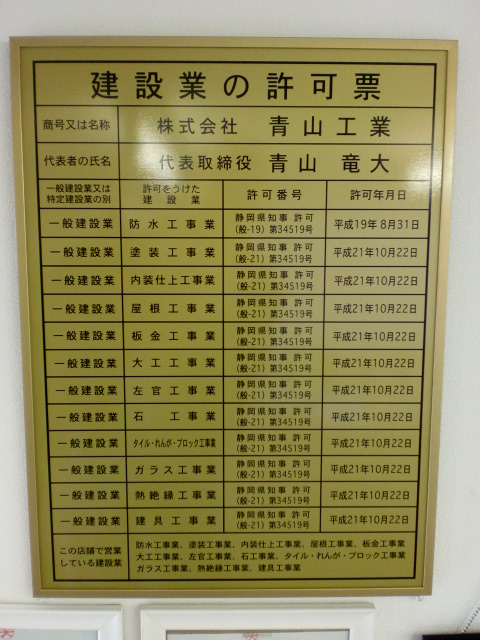 建設業の許可票
商号又は名称 株式会社 青山工業
代表者の氏名 代表取締役 青山 竜大
一般建設業又は特定建設業の別 許可をうけた建設業 許可番号 許可年月日
一般建設業 防水工事業 静岡県知事 許可(般-19) 第34519号 平成19年 8月31日
一般建設業 塗装工事業 静岡県知事 許可(般-21) 第34519号 平成21年10月22日
一般建設業 内装仕上工事業 静岡県知事 許可(般-21) 第34519号 平成21年10月22日
一般建設業 屋根工事業 静岡県知事 許可(般-21) 第34519号 平成21年10月22日
一般建設業 板金工事業 静岡県知事 許可(般-21) 第34519号 平成21年10月22日
一般建設業 大工工事業 静岡県知事 許可(般-21) 第34519号 平成21年10月22日
一般建設業 左官工事業 静岡県知事 許可(般-21) 第34519号 平成21年10月22日
一般建設業 石工事業 静岡県知事 許可(般-21) 第34519号 平成21年10月22日
一般建設業 タイル・れんが・ブロック工事業 静岡県知事 許可(般-21) 第34519号 平成21年10月22日
一般建設業 ガラス工事業 静岡県知事 許可(般-21) 第34519号 平成21年10月22日
一般建設業 熱絶縁工事業 静岡県知事 許可(般-21) 第34519号 平成21年10月22日
一般建設業 建具工事業 静岡県知事 許可(般-21) 第34519号 平成21年10月22日
この店舗で営業している建設業
防水工事業、塗装工事業、内装仕上工事業、屋根工事業、板金工事業
大工工事業、左官工事業、石工事業、タイル・れんが・ブロック工事業
ガラス工事業、熱絶縁工事業、建具工事業